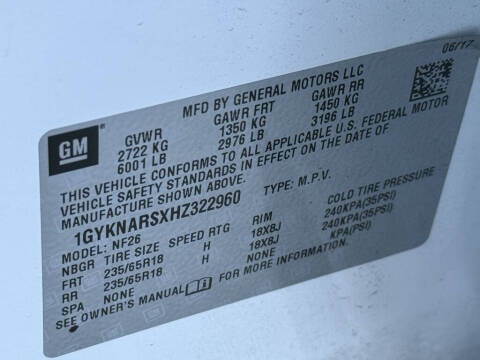 06/17
MFD BY GENERAL MOTORS LLC
GM
GVWR GAWR FRT GAWR RR
2722 KG 1350 KG 1450 KG
6001 LB 2976 LB 3196 LB
THIS VEHICLE CONFORMS TO ALL APPLICABLE U.S. FEDERAL MOTOR
VEHICLE SAFETY STANDARDS IN EFFECT ON THE DATE OF
MANUFACTURE SHOWN ABOVE.
1GYKNARSXHZ322960 TYPE: M.P.V.
MODEL: NF26
NBGR TIRE SIZE SPEED RTG RIM COLD TIRE PRESSURE
FRT 235/65R18 H 18X8J 240KPA(35PSI)
RR 235/65R18 H 18X8J 240KPA(35PSI)
SPA NONE NONE KPA(PSI)
SEE OWNER'S MANUAL